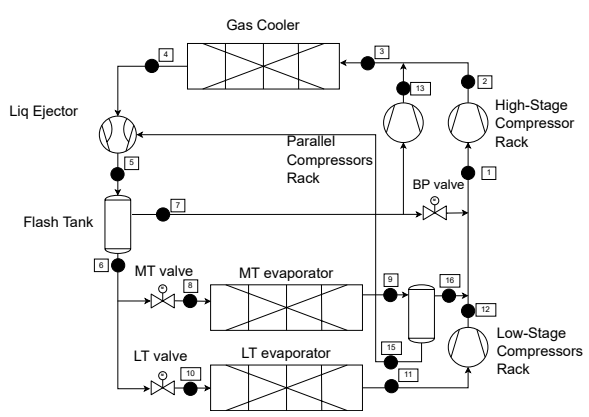 Gas Cooler
4
3
2
13
Liq Ejector
High-Stage
Compressor
Rack
Parallel
Compressors
Rack
5
1
BP valve
7
Flash Tank
6
MT valve
MT evaporator
8
9
16
12
LT valve
LT evaporator
15
Low-Stage
Compressors
Rack
10
11